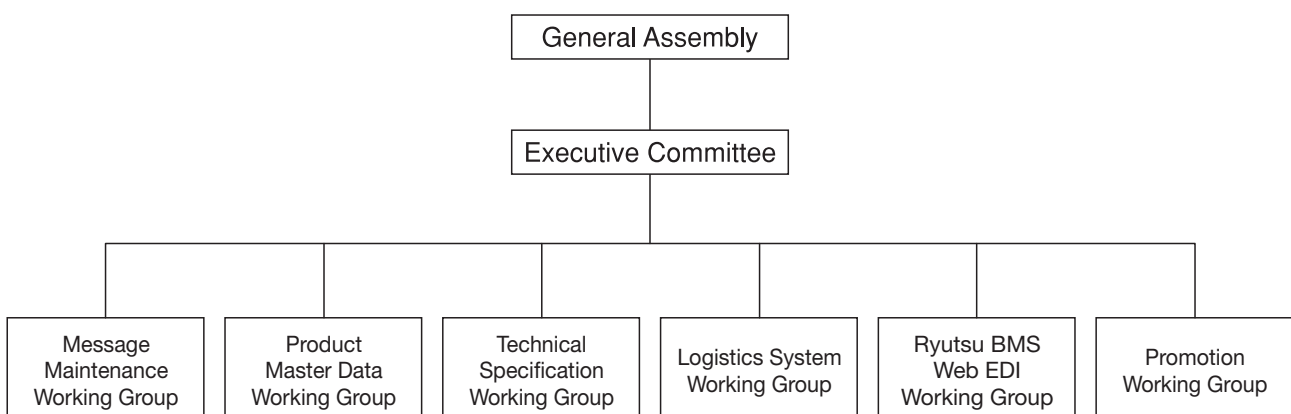 General Assembly
Executive Committee
Message
Maintenance
Working Group
Product
Master Data
Working Group
Technical
Specification
Working Group
Logistics System
Working Group
Ryutsu BMS
Web EDI
Working Group
Promotion
Working Group